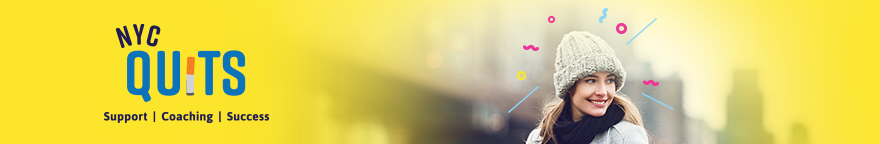 NYC
QUITS
Support | Coaching | Success